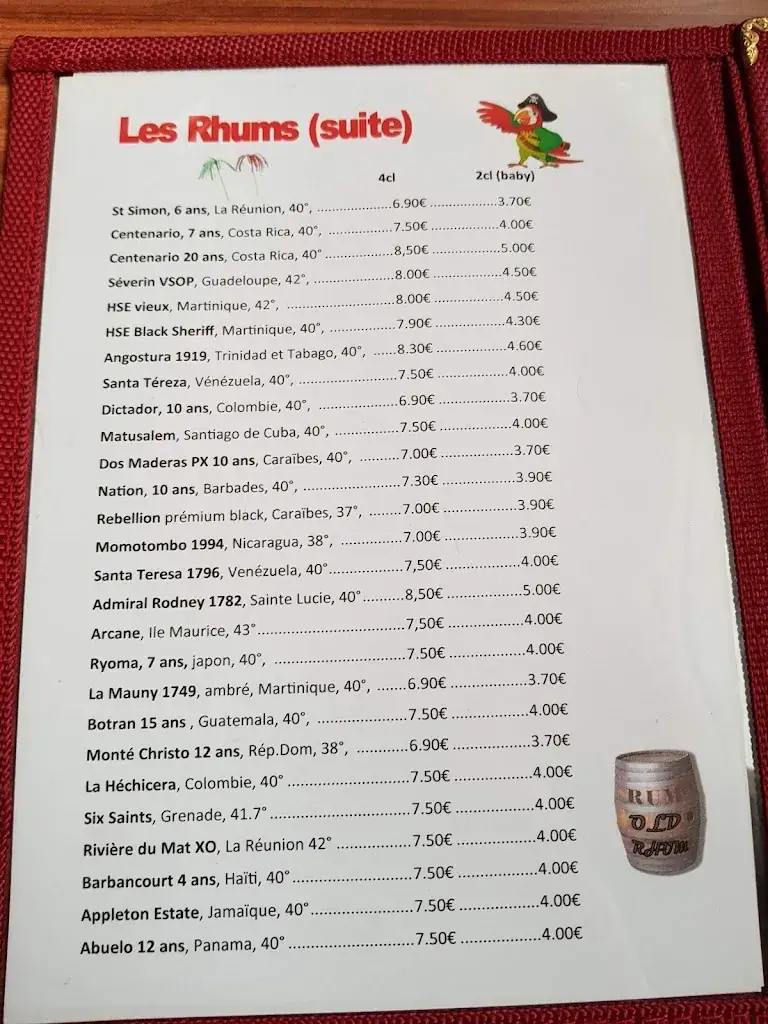 Les Rhums (suite)
4cl 2cl (baby)
St Simon, 6 ans, La Réunion, 40°, ..................6.90€ ..................3.70€
Centenario, 7 ans, Costa Rica, 40°, ................7.50€ ..................4.00€
Centenario 20 ans, Costa Rica, 40° .................8,50€ ..................5.00€
Séverin VSOP, Guadeloupe, 42°, .....................8.00€ ..................4.50€
HSE vieux, Martinique, 42°, ..........................8.00€ ..................4.50€
HSE Black Sheriff, Martinique, 40°, ................7.90€ ..................4.30€
Angostura 1919, Trinidad et Tabago, 40°, ......8.30€ ..................4.60€
Santa Téreza, Vénézuela, 40°, ........................7.50€ ..................4.00€
Dictador, 10 ans, Colombie, 40°, ...................6.90€ ..................3.70€
Matusalem, Santiago de Cuba, 40°, ...............7.50€ ..................4.00€
Dos Maderas PX 10 ans, Caraïbes, 40°, .........7.00€ ..................3.70€
Nation, 10 ans, Barbades, 40°, .......................7.30€ ..................3.90€
Rebellion prémium black, Caraïbes, 37°, .......7.00€ ..................3.90€
Momotombo 1994, Nicaragua, 38°, ..............7.00€ ..................3.90€
Santa Teresa 1796, Venézuela, 40°.................7,50€ ..................4.00€
Admiral Rodney 1782, Sainte Lucie, 40°.........8,50€ ..................5.00€
Arcane, Ile Maurice, 43°..................................7,50€ ..................4.00€
Ryoma, 7 ans, japon, 40°, ..............................7.50€ ..................4.00€
La Mauny 1749, ambré, Martinique, 40°, .......6.90€ ..................3.70€
Botran 15 ans , Guatemala, 40°, ....................7.50€ ..................4.00€
Monté Christo 12 ans, Rép.Dom, 38°, ...........6.90€ ..................3.70€
La Héchicera, Colombie, 40° ...........................7.50€ ..................4.00€
Six Saints, Grenade, 41.7° ...............................7.50€ ..................4.00€
Rivière du Mat XO, La Réunion 42° ................7.50€ ..................4.00€
Barbancourt 4 ans, Haïti, 40°..........................7.50€ ..................4.00€
Appleton Estate, Jamaïque, 40°......................7.50€ ..................4.00€
Abuelo 12 ans, Panama, 40° ...........................7.50€ ..................4.00€
RUM
OLD
RHUM